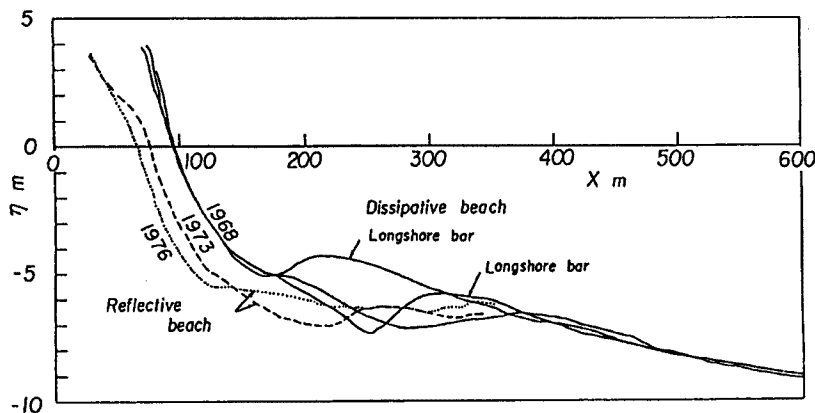 5
0
-5
-10
η m
0
100
200
300
400
500
600
X m
1968
1973
1976
Dissipative beach
Longshore bar
Longshore bar
Reflective
beach